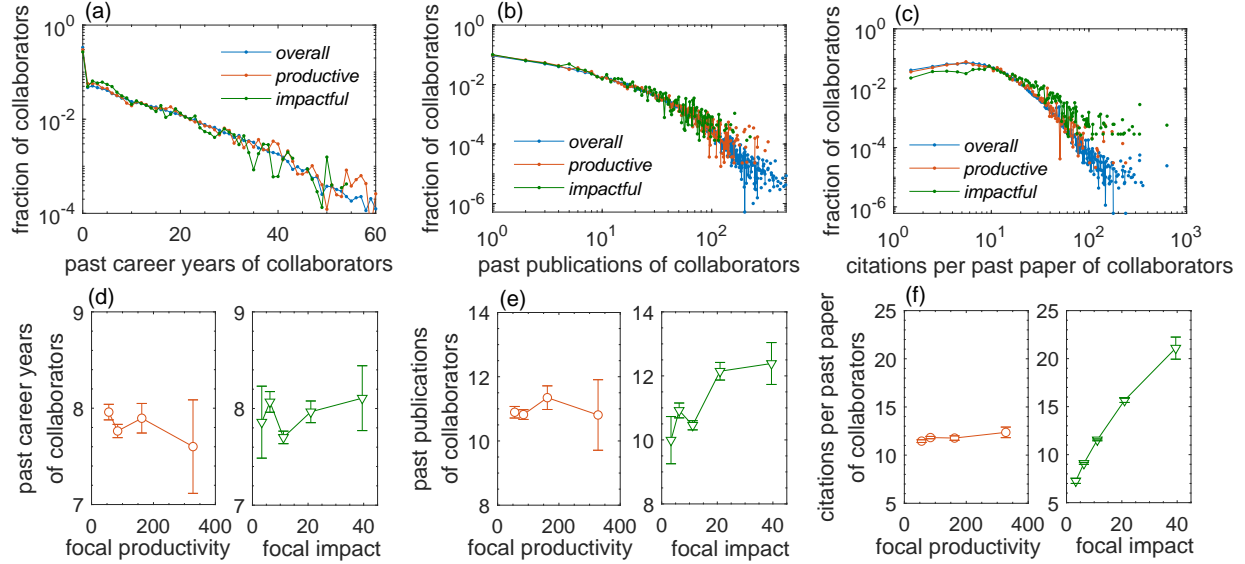 (a)
fraction of collaborators
10^0
10^-2
10^-4
overall
productive
impactful
0 20 40 60
past career years of collaborators
(b)
fraction of collaborators
10^0
10^-2
10^-4
10^-6
overall
productive
impactful
10^0 10^1 10^2
past publications of collaborators
(c)
fraction of collaborators
10^0
10^-2
10^-4
10^-6
overall
productive
impactful
10^0 10^1 10^2 10^3
citations per past paper of collaborators
(d)
past career years
of collaborators
9
8
7
0 200 400
focal productivity
9
8
7
0 20 40
focal impact
(e)
past publications
of collaborators
14
12
10
8
0 200 400
focal productivity
14
12
10
8
0 20 40
focal impact
(f)
citations per past paper
of collaborators
25
20
15
10
5
0 200 400
focal productivity
25
20
15
10
5
0 20 40
focal impact